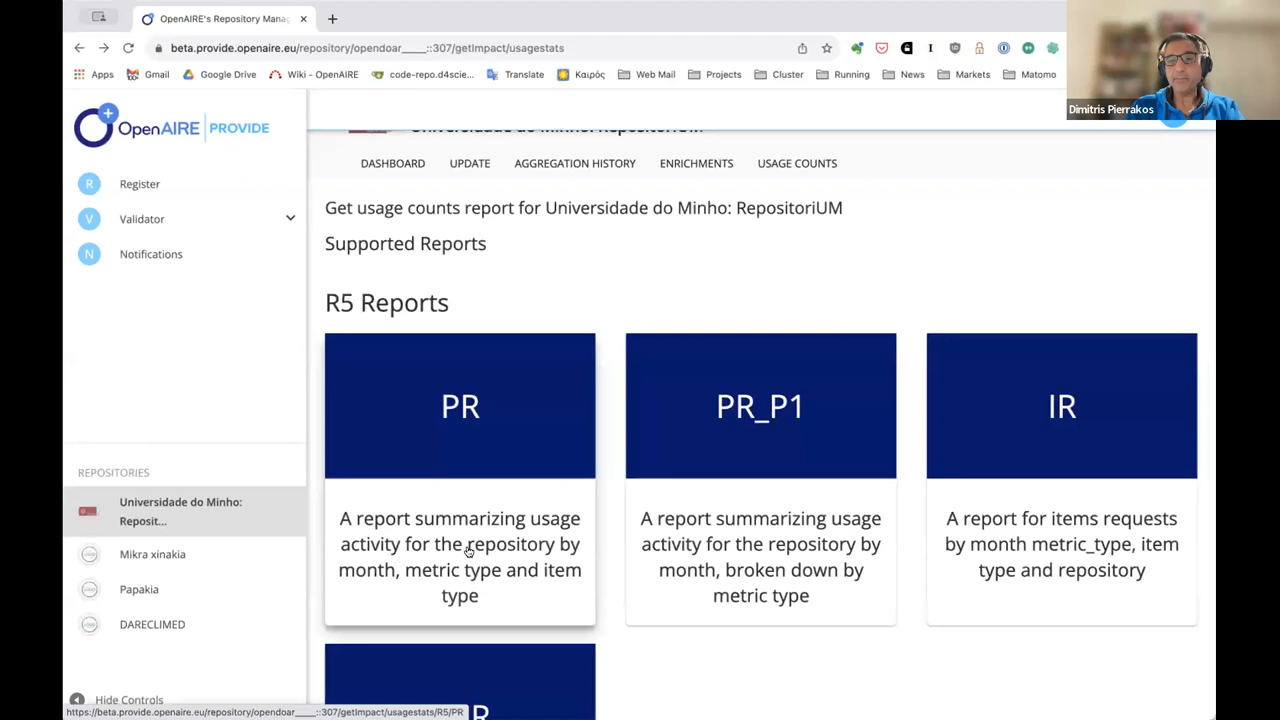 OpenAIRE's Repository Mana
beta.provide.openaire.eu/repository/opendoar____::307/getImpact/usagestats
Apps
Gmail
Google Drive
Wiki - OpenAIRE
code-repo.d4scie...
Translate
Καιρός
Web Mail
Projects
Cluster
Running
News
Markets
Matomo
Dimitris Pierrakos
OpenAIRE | PROVIDE
R Register
V Validator
N Notifications
REPOSITORIES
Universidade do Minho:
Reposit...
Mikra xinakia
Papakia
DARECLIMED
Hide Controls
Universidade do Minho: RepositoriUM
DASHBOARD
UPDATE
AGGREGATION HISTORY
ENRICHMENTS
USAGE COUNTS
Get usage counts report for Universidade do Minho: RepositoriUM
Supported Reports
R5 Reports
PR
A report summarizing usage
activity for the repository by
month, metric type and item
type
PR_P1
A report summarizing usage
activity for the repository by
month, broken down by
metric type
IR
A report for items requests
by month metric_type, item
type and repository
https://beta.provide.openaire.eu/repository/opendoar____::307/getImpact/usagestats/R5/PR